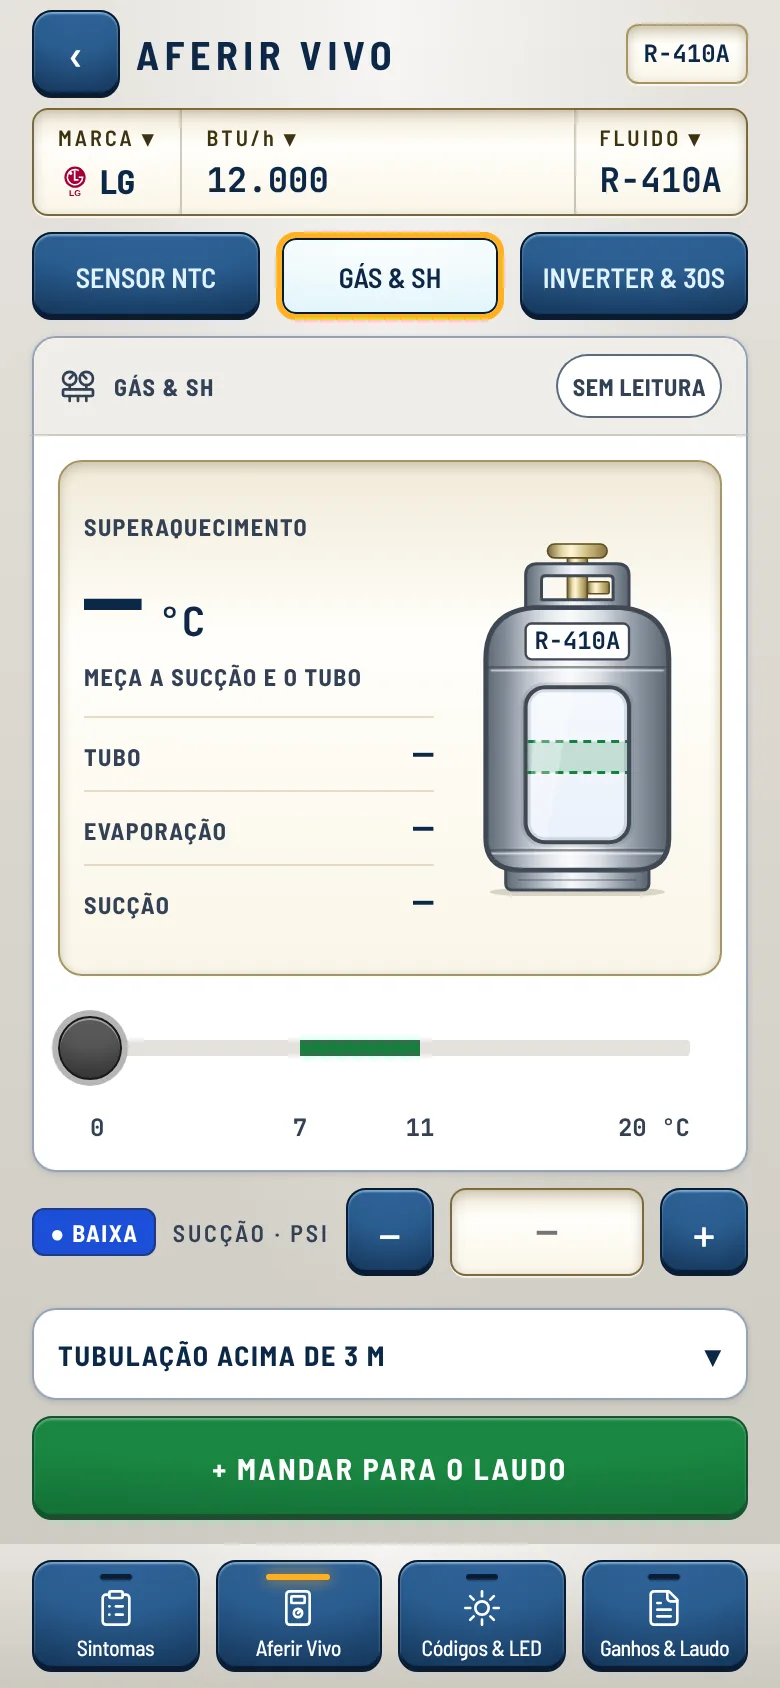 ‹ AFERIR VIVO R-410A
MARCA ▼ BTU/h ▼ FLUIDO ▼
LG LG 12.000 R-410A
SENSOR NTC GÁS & SH INVERTER & 30S
GÁS & SH SEM LEITURA
SUPERAQUECIMENTO
— °C
R-410A
MEÇA A SUCÇÃO E O TUBO
TUBO —
EVAPORAÇÃO —
SUCÇÃO —
0 7 11 20 °C
● BAIXA SUCÇÃO · PSI − — +
TUBULAÇÃO ACIMA DE 3 M ▼
+ MANDAR PARA O LAUDO
Sintomas Aferir Vivo Códigos & LED Ganhos & Laudo